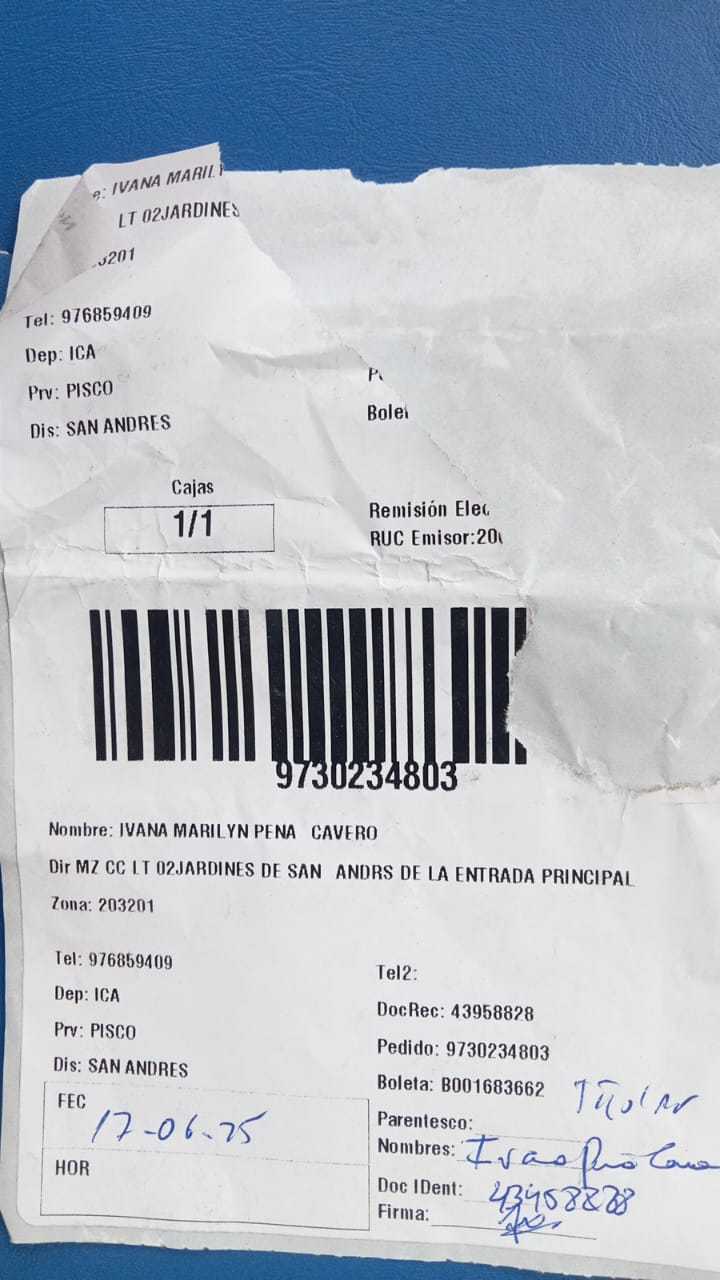 IVANA MARILY
LT 02JARDINES
3201
Tel: 976859409
Dep: ICA
Prv: PISCO
Dis: SAN ANDRES
Bole
Cajas
1/1
Remisión Elec
RUC Emisor:20
9730234803
Nombre: IVANA MARILYN PENA CAVERO
Dir MZ CC LT 02JARDINES DE SAN ANDRS DE LA ENTRADA PRINCIPAL
Zona: 203201
Tel: 976859409
Dep: ICA
Prv: PISCO
Dis: SAN ANDRES
FEC 17-06-25
HOR
Tel2:
DocRec: 43958828
Pedido: 9730234803
Boleta: B001683662
Titular
Parentesco:
Nombres:
Doc IDent:
Firma: